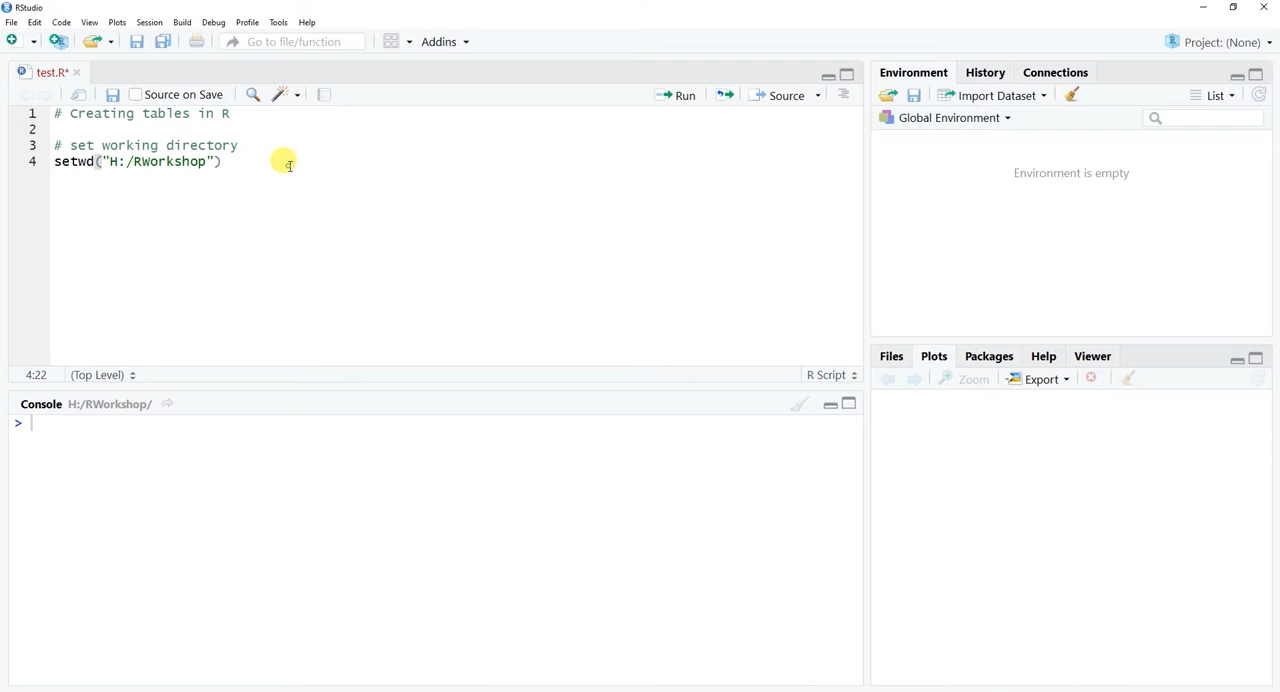 RStudio
File Edit Code View Plots Session Build Debug Profile Tools Help
Go to file/function Addins Project: (None)
test.R*
Source on Save Run Source
1 # Creating tables in R
2
3 # set working directory
4 setwd("H:/RWorkshop")
4:22 (Top Level) R Script
Console H:/RWorkshop/
>
Environment History Connections
Import Dataset List
Global Environment
Environment is empty
Files Plots Packages Help Viewer
Zoom Export